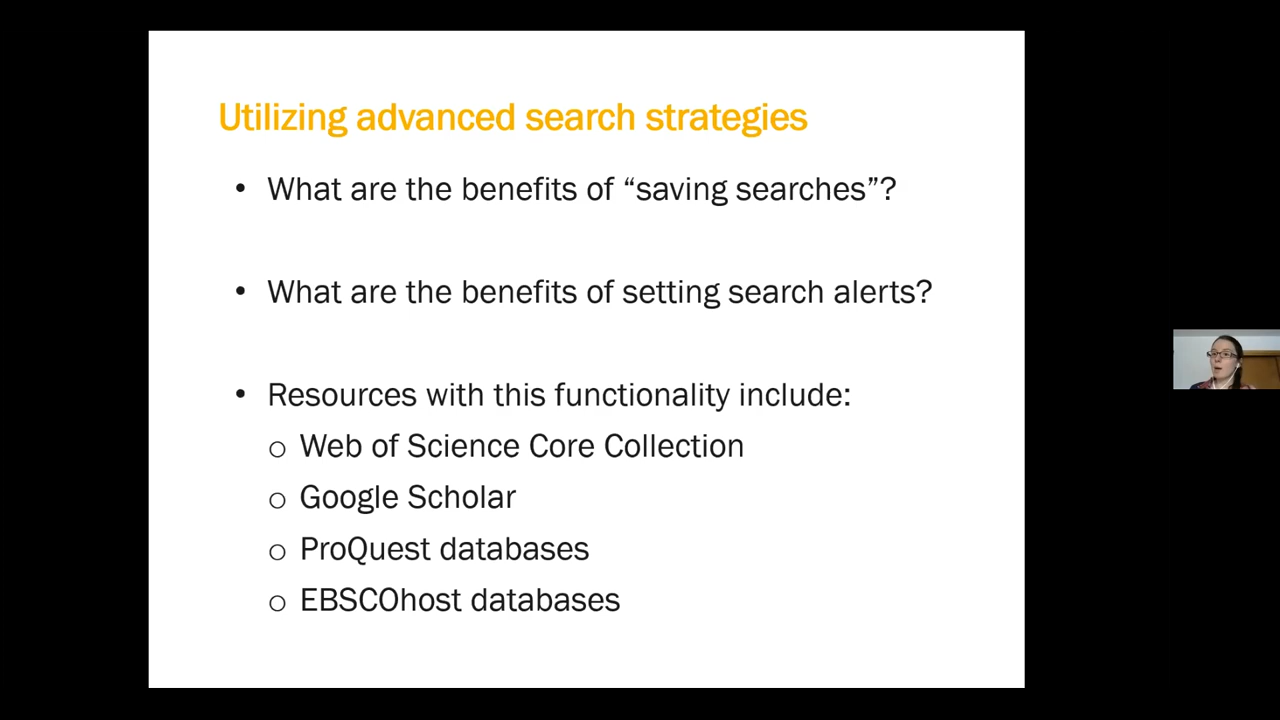 Utilizing advanced search strategies
• What are the benefits of “saving searches”?
• What are the benefits of setting search alerts?
• Resources with this functionality include:
o Web of Science Core Collection
o Google Scholar
o ProQuest databases
o EBSCOhost databases